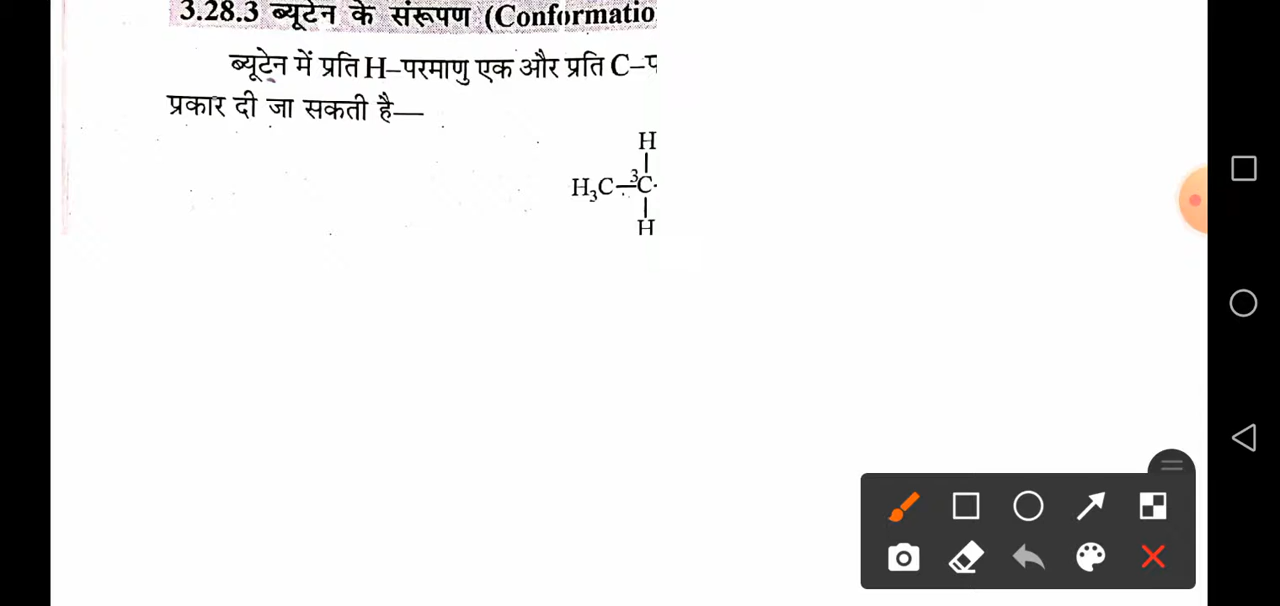 3.28.3 ब्यूटेन के संरूपण (Conformatio
ब्यूटेन में प्रति H–परमाणु एक और प्रति C–प
प्रकार दी जा सकती है—
H
H₃C–³C-
H